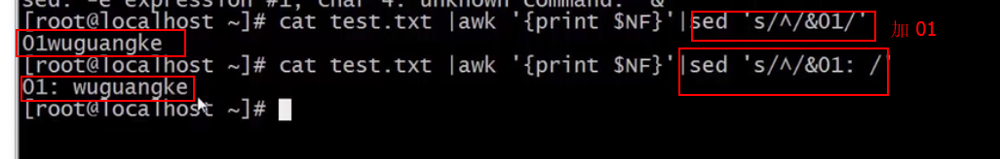 sed: -e expression #1, char 4: unknown command: `&'
[root@localhost ~]# cat test.txt |awk '{print $NF}'|sed 's/^/&01/' 加 01
01wuguangke
[root@localhost ~]# cat test.txt |awk '{print $NF}'|sed 's/^/&01: /'
01: wuguangke
[root@localhost ~]#